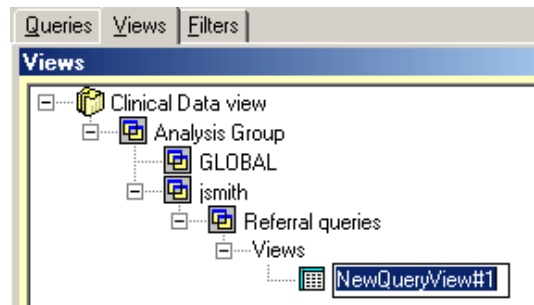 Queries Views Filters
Views
Clinical Data view
Analysis Group
GLOBAL
jsmith
Referral queries
Views
NewQueryView#1